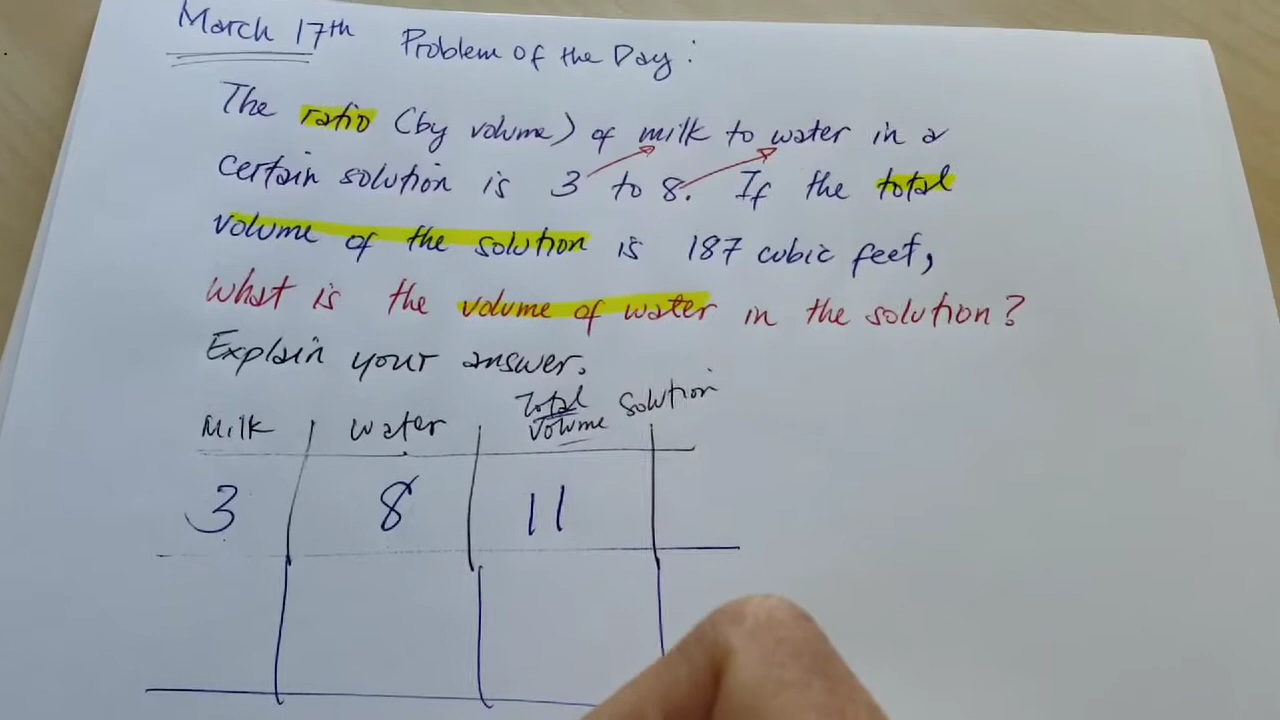 March 17th Problem of the Day:
The ratio (by volume) of milk to water in a
certain solution is 3 to 8. If the total
volume of the solution is 187 cubic feet,
what is the volume of water in the solution?
Explain your answer.
Milk water Total Volume Solution
3 8 11